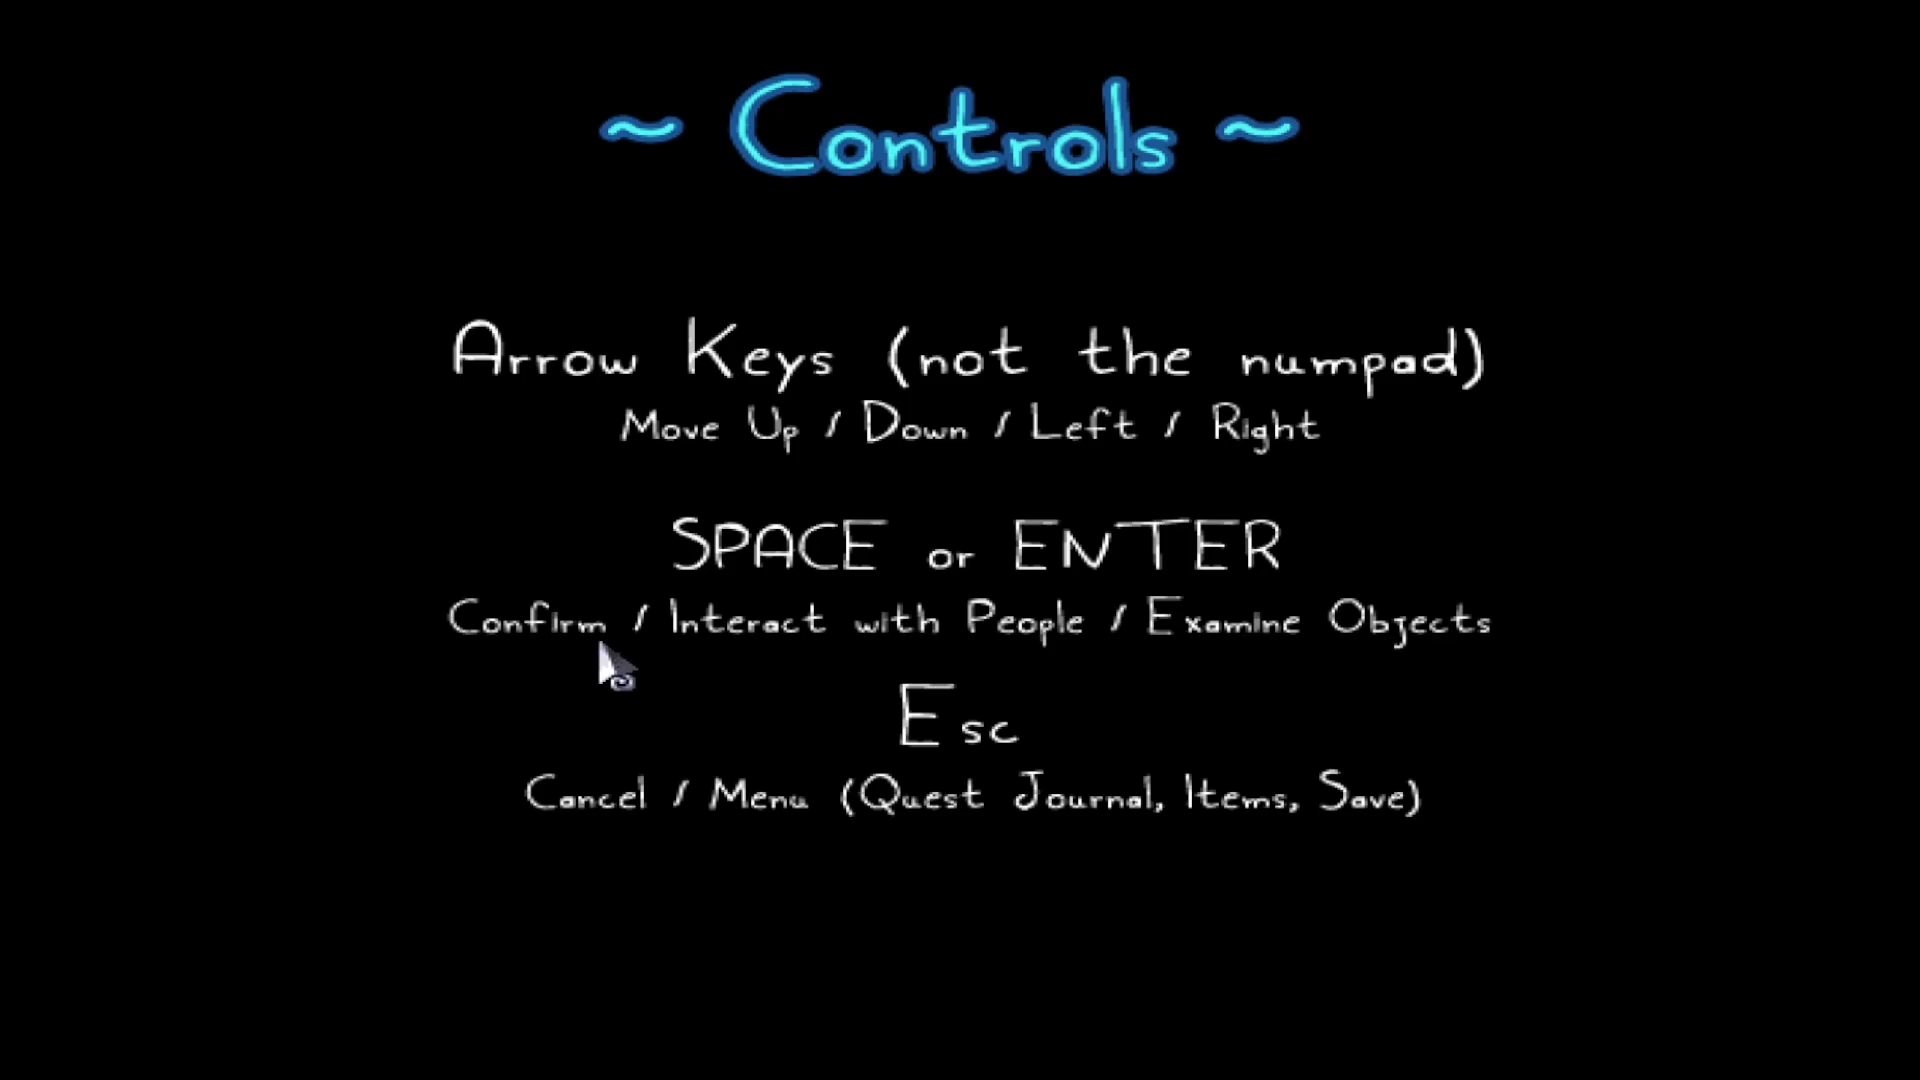 ~ Controls ~
Arrow Keys (not the numpad)
Move Up / Down / Left / Right
SPACE or ENTER
Confirm / Interact with People / Examine Objects
Esc
Cancel / Menu (Quest Journal, Items, Save)